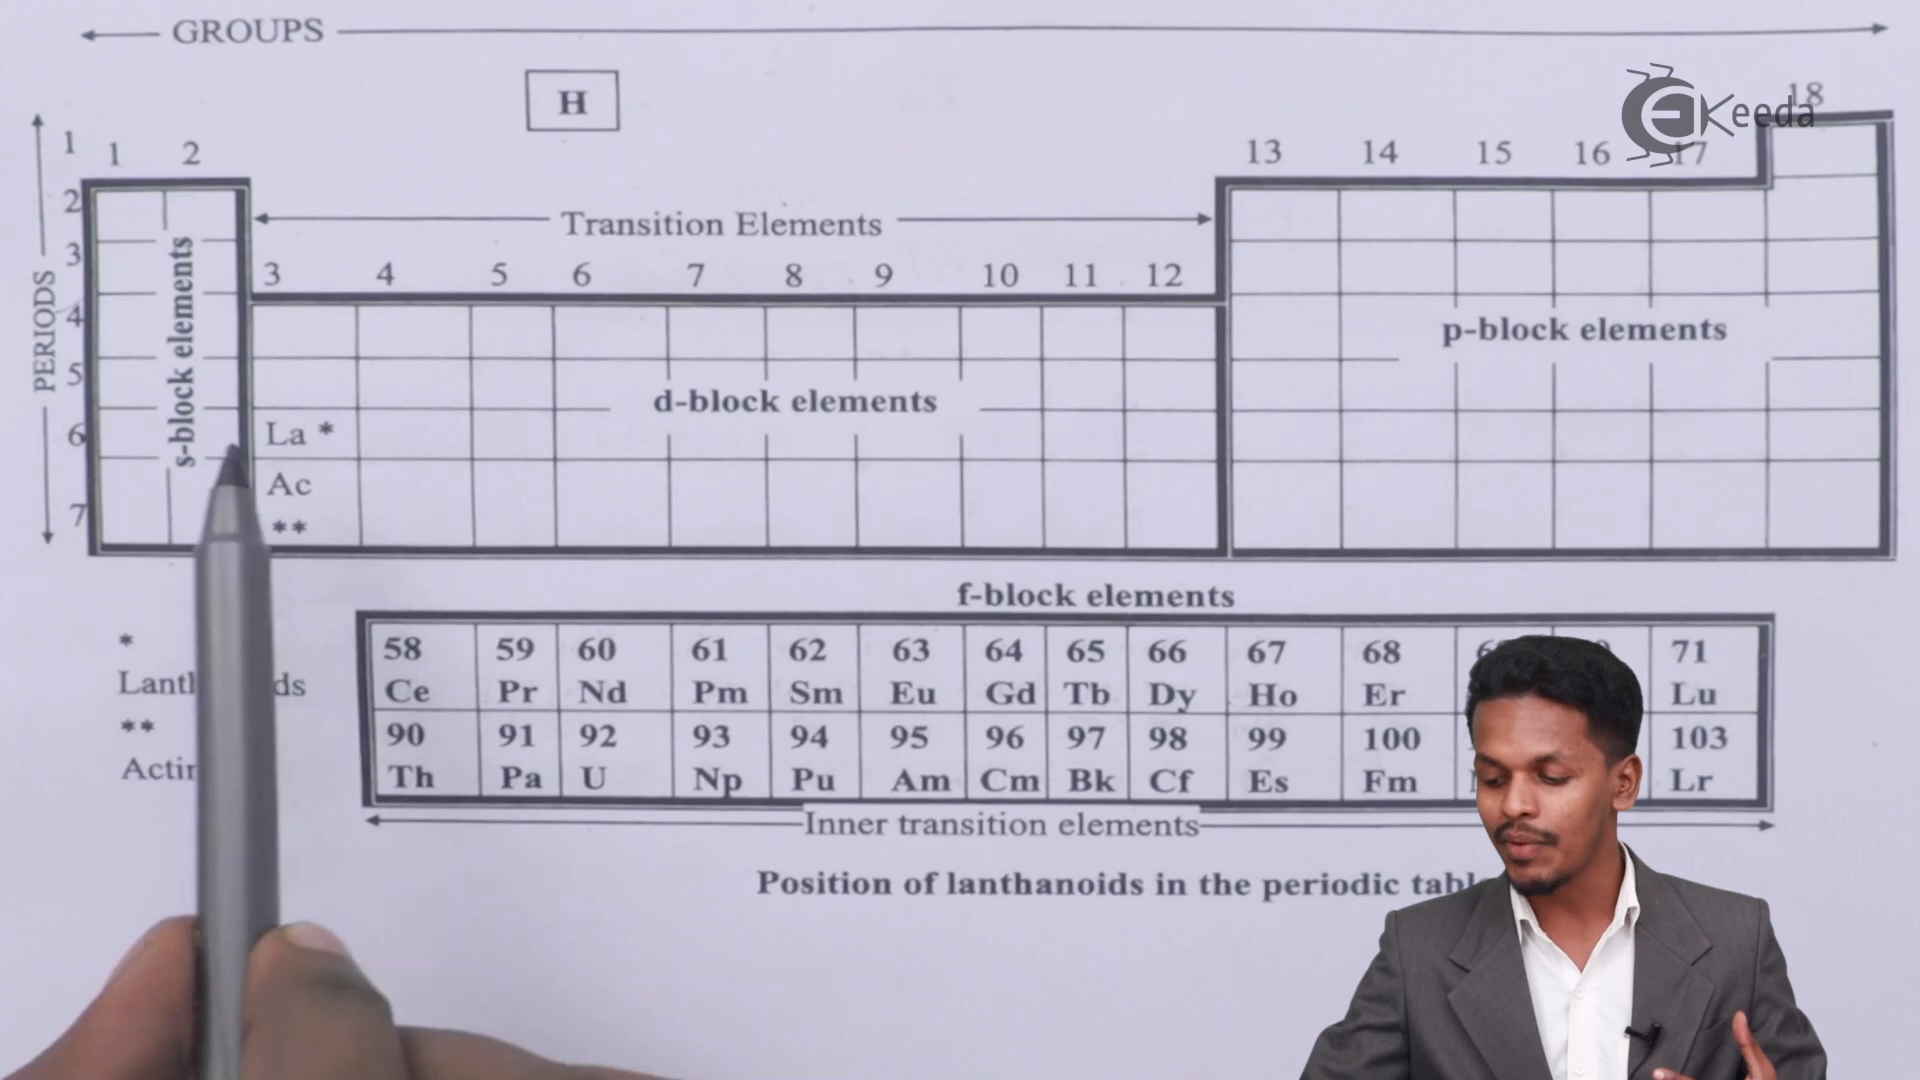 GROUPS
H
18
Keeda
1
1 2
13 14 15 16 17
2
Transition Elements
3
3 4 5 6 7 8 9 10 11 12
PERIODS
s-block elements
4
p-block elements
5
d-block elements
6
La *
Ac
7
**
f-block elements
*
58 59 60 61 62 63 64 65 66 67 68 71
Ce Pr Nd Pm Sm Eu Gd Tb Dy Ho Er Lu
**
90 91 92 93 94 95 96 97 98 99 100 103
Th Pa U Np Pu Am Cm Bk Cf Es Fm Lr
Inner transition elements
Position of lanthanoids in the periodic